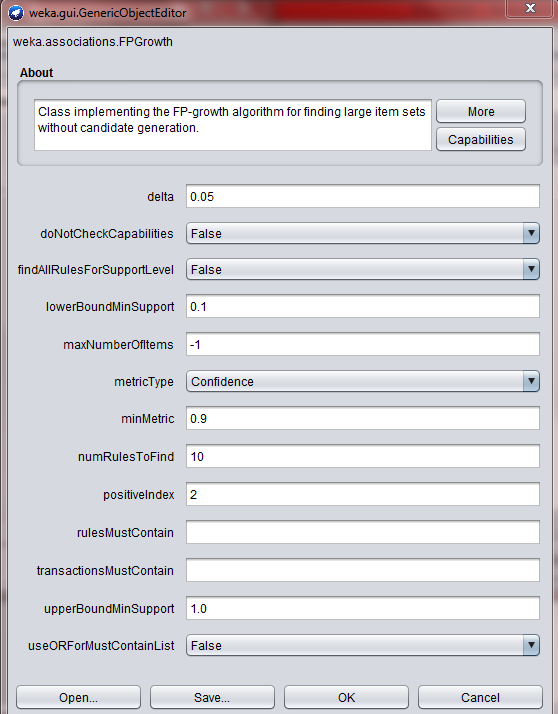 weka.gui.GenericObjectEditor
weka.associations.FPGrowth
About
Class implementing the FP-growth algorithm for finding large item sets
without candidate generation.
More
Capabilities
delta 0.05
doNotCheckCapabilities False
findAllRulesForSupportLevel False
lowerBoundMinSupport 0.1
maxNumberOfItems -1
metricType Confidence
minMetric 0.9
numRulesToFind 10
positiveIndex 2
rulesMustContain
transactionsMustContain
upperBoundMinSupport 1.0
useORForMustContainList False
Open... Save... OK Cancel